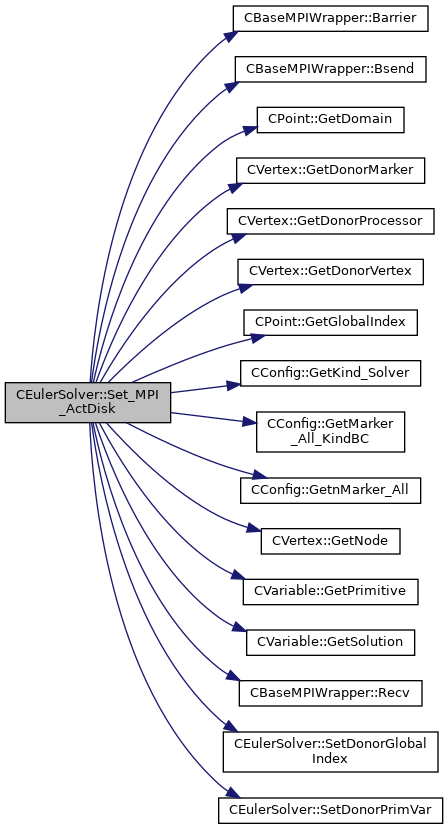 CBaseMPIWrapper::Barrier
CBaseMPIWrapper::Bsend
CPoint::GetDomain
CVertex::GetDonorMarker
CVertex::GetDonorProcessor
CVertex::GetDonorVertex
CPoint::GetGlobalIndex
CEulerSolver::Set_MPI
_ActDisk
CConfig::GetKind_Solver
CConfig::GetMarker
_All_KindBC
CConfig::GetnMarker_All
CVertex::GetNode
CVariable::GetPrimitive
CVariable::GetSolution
CBaseMPIWrapper::Recv
CEulerSolver::SetDonorGlobal
Index
CEulerSolver::SetDonorPrimVar